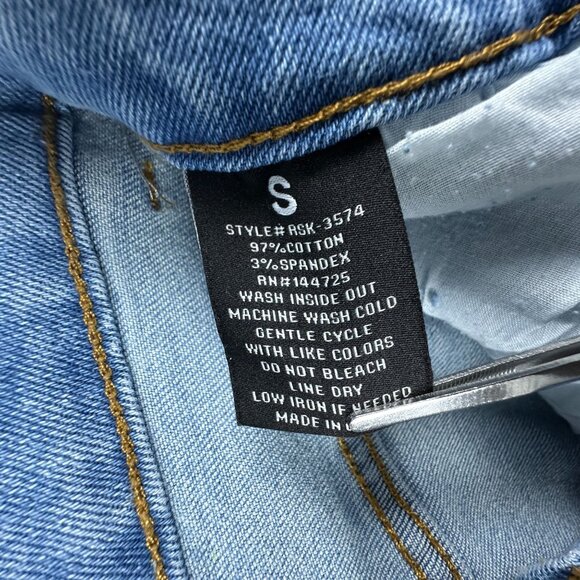 S
STYLE# RSK-3574
97%COTTON
3%SPANDEX
RN#144725
WASH INSIDE OUT
MACHINE WASH COLD
GENTLE CYCLE
WITH LIKE COLORS
DO NOT BLEACH
LINE DRY
LOW IRON IF NEEDED
MADE IN